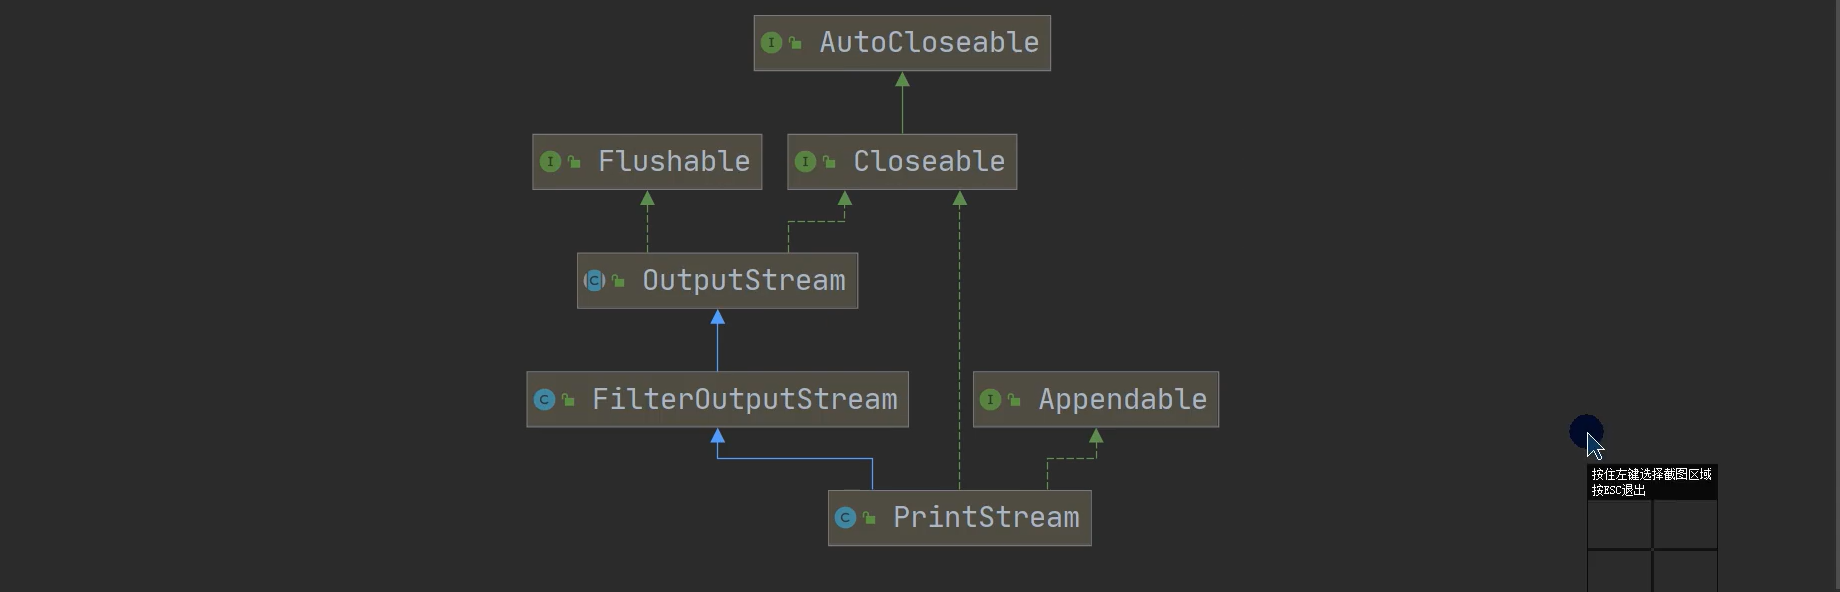 AutoCloseable
Flushable
Closeable
OutputStream
FilterOutputStream
Appendable
PrintStream
按住左键选择截图区域
按ESC退出